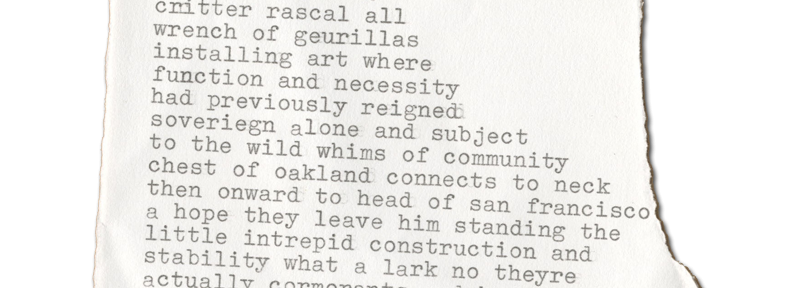 critter rascal all
wrench of geurillas
installing art where
function and necessity
had previously reigned
soveriegn alone and subject
to the wild whims of community
chest of oakland connects to neck
then onward to head of san francisco
a hope they leave him standing the
little intrepid construction and
stability what a lark no theyre
actually cormorants